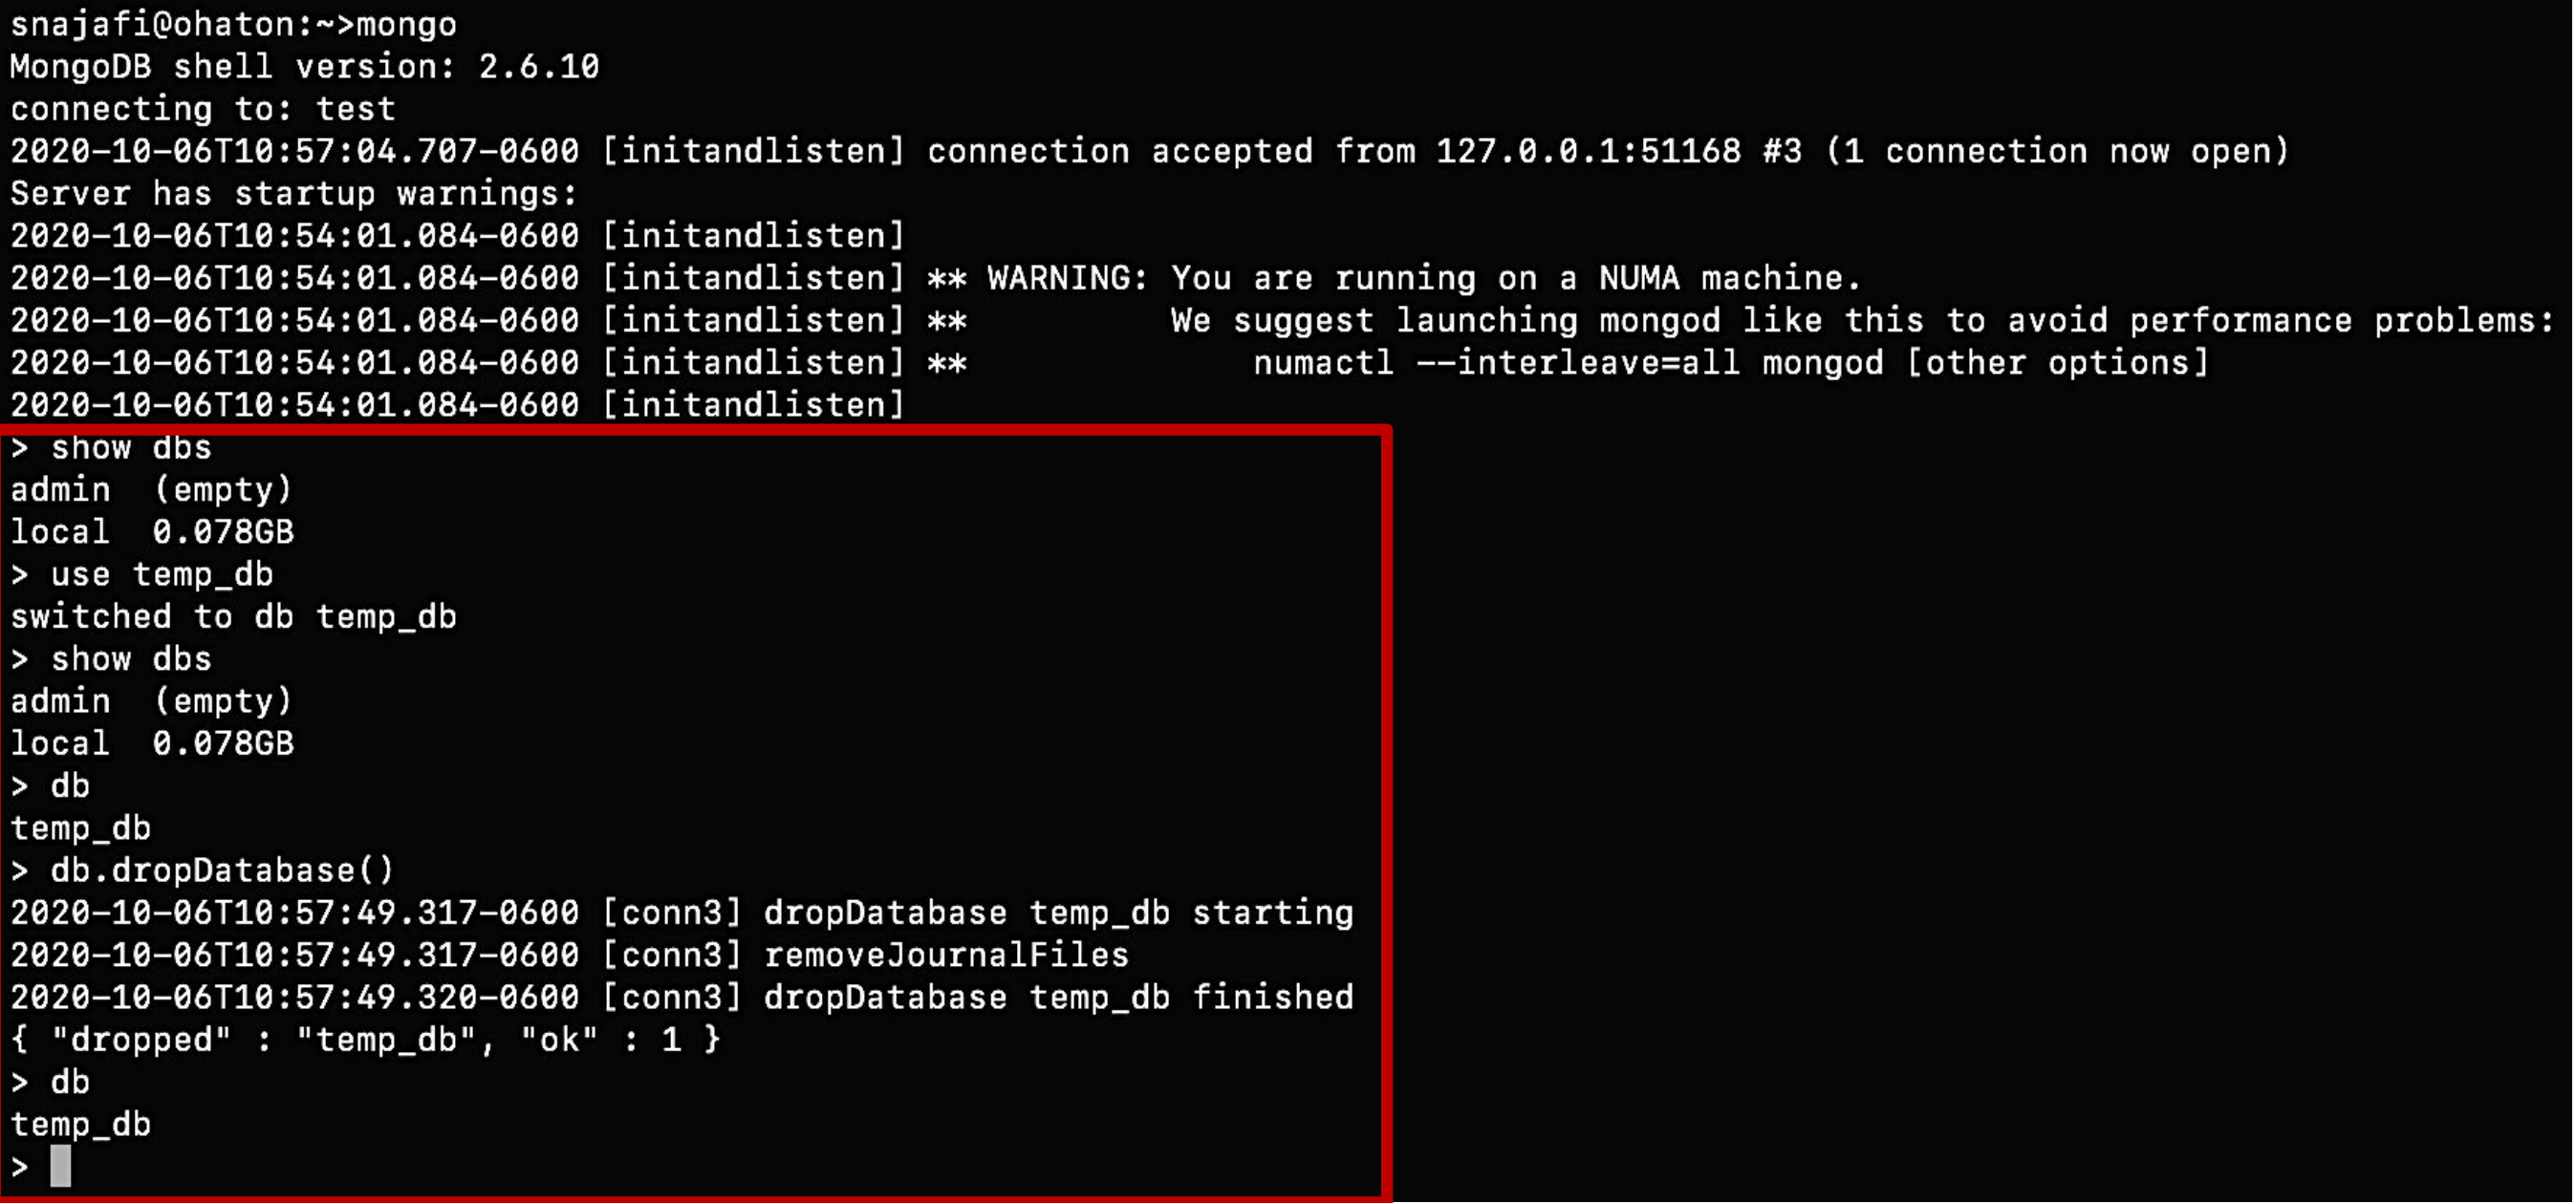 snajafi@ohaton:~>mongo
MongoDB shell version: 2.6.10
connecting to: test
2020-10-06T10:57:04.707-0600 [initandlisten] connection accepted from 127.0.0.1:51168 #3 (1 connection now open)
Server has startup warnings:
2020-10-06T10:54:01.084-0600 [initandlisten]
2020-10-06T10:54:01.084-0600 [initandlisten] ** WARNING: You are running on a NUMA machine.
2020-10-06T10:54:01.084-0600 [initandlisten] **          We suggest launching mongod like this to avoid performance problems:
2020-10-06T10:54:01.084-0600 [initandlisten] **              numactl --interleave=all mongod [other options]
2020-10-06T10:54:01.084-0600 [initandlisten]
> show dbs
admin  (empty)
local  0.078GB
> use temp_db
switched to db temp_db
> show dbs
admin  (empty)
local  0.078GB
> db
temp_db
> db.dropDatabase()
2020-10-06T10:57:49.317-0600 [conn3] dropDatabase temp_db starting
2020-10-06T10:57:49.317-0600 [conn3] removeJournalFiles
2020-10-06T10:57:49.320-0600 [conn3] dropDatabase temp_db finished
{ "dropped" : "temp_db", "ok" : 1 }
> db
temp_db
>